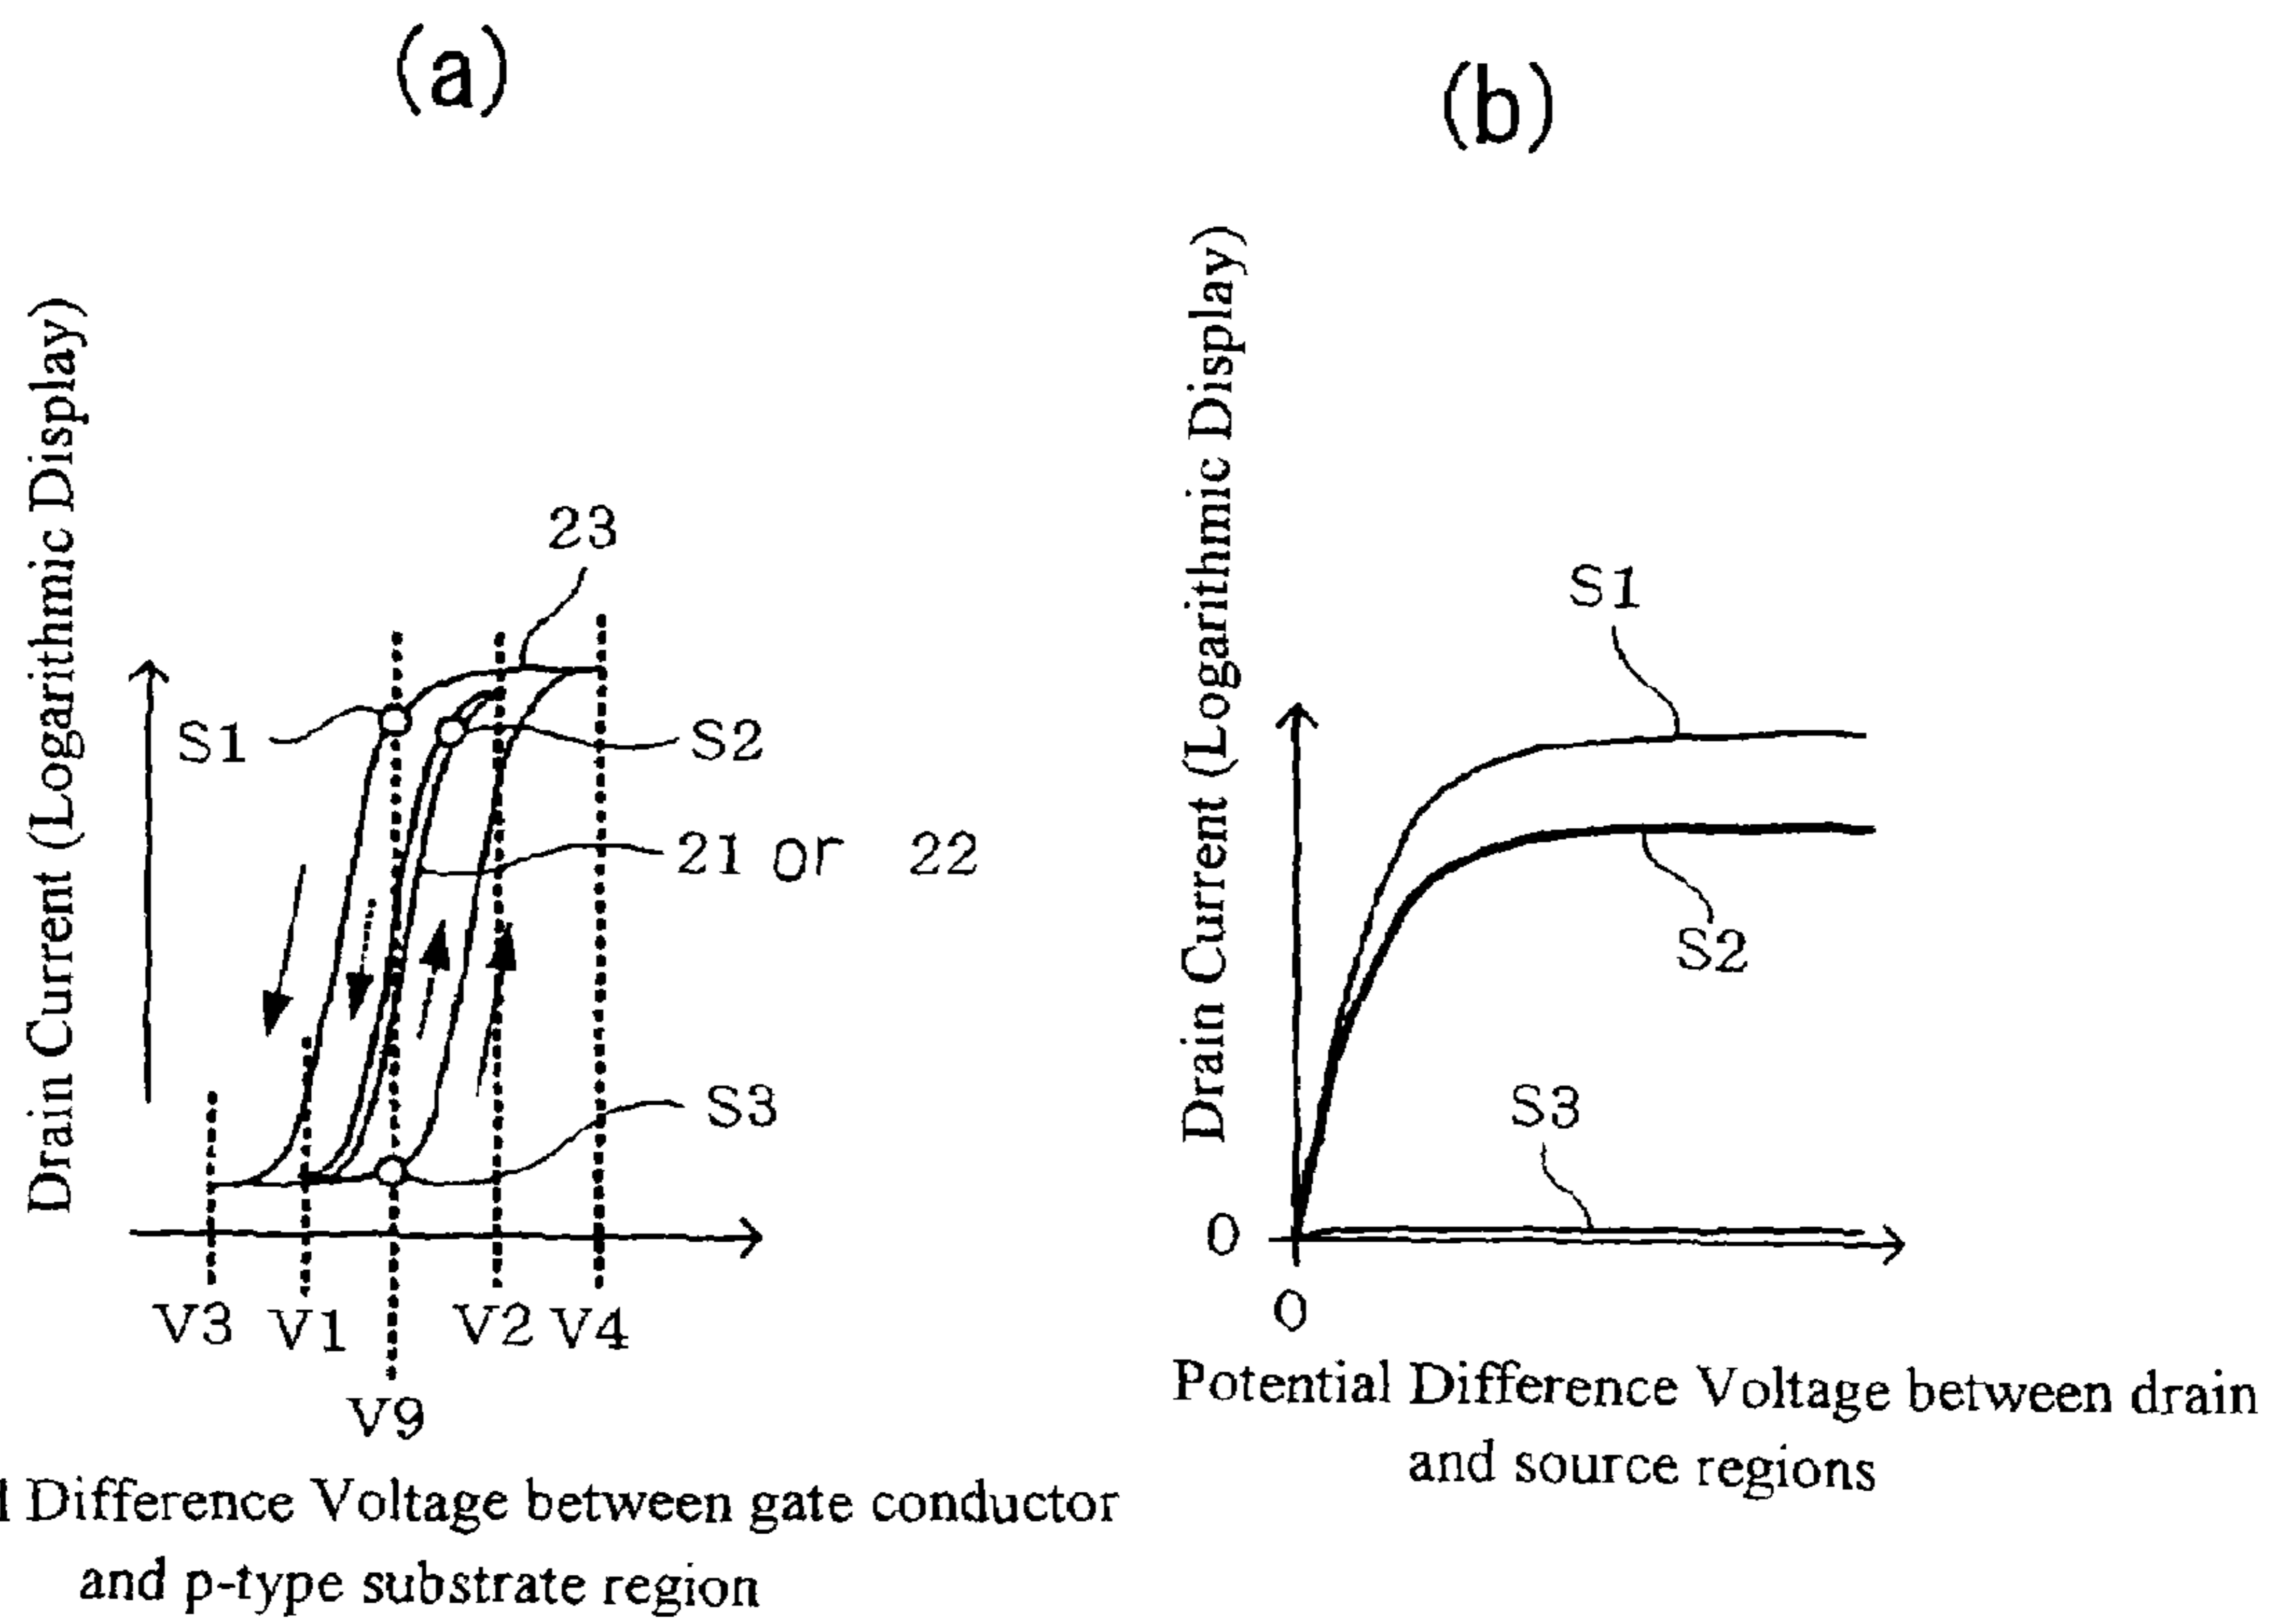 (a)
Drain Current (Logarithmic Display)
23
S1
S2
21 or 22
S3
V3 V1 V2 V4
V9
Difference Voltage between gate conductor
and p-type substrate region
(b)
Drain Current (Logarithmic Display)
S1
S2
S3
0
0
Potential Difference Voltage between drain
and source regions